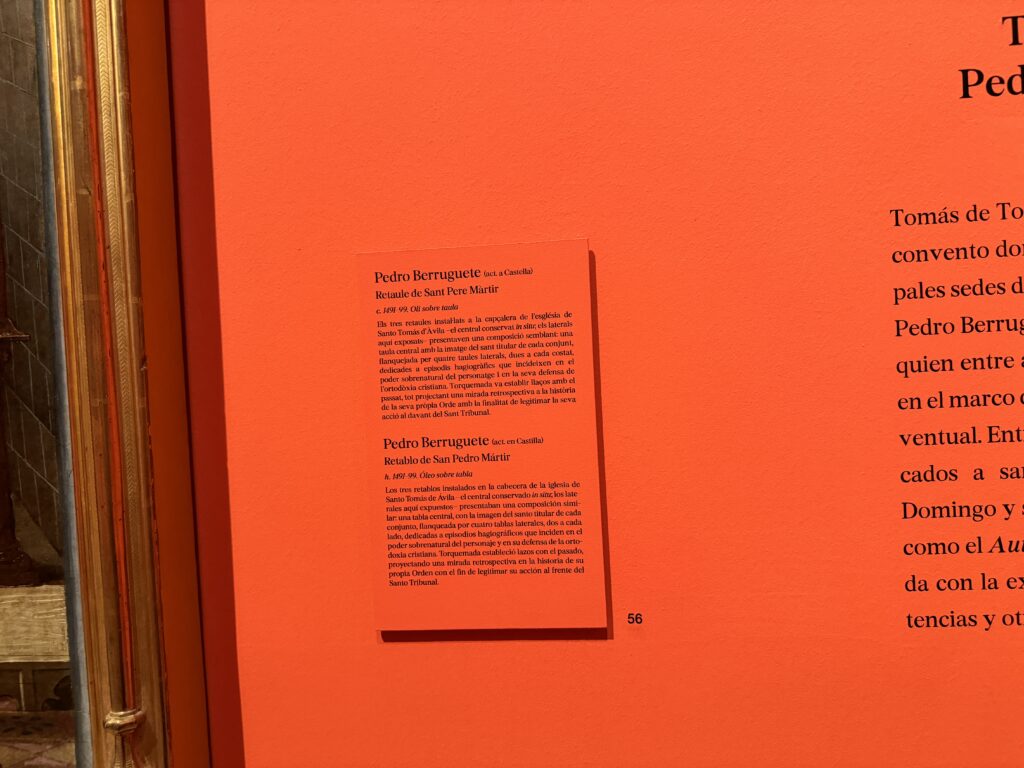 Pedro Berruguete (act. a Castella)
Retaule de Sant Pere Màrtir
c. 1491-99. Oli sobre taula
Els tres retaules instal·lats a la capçalera de l'església de
Santo Tomás d'Àvila –el central conservat in situ; els laterals
aquí exposats– presentaven una composició semblant: una
taula central amb la imatge del sant titular de cada conjunt,
flanquejada per quatre taules laterals, dues a cada costat,
dedicades a episodis hagiogràfics que incideixen en el
poder sobrenatural del personatge i en la seva defensa de
l'ortodòxia cristiana. Torquemada va establir llaços amb el
passat, tot projectant una mirada retrospectiva a la història
de la seva pròpia Orde amb la finalitat de legitimar la seva
acció al davant del Sant Tribunal.
Pedro Berruguete (act. en Castilla)
Retablo de San Pedro Mártir
h. 1491-99. Óleo sobre tabla
Los tres retablos instalados en la cabecera de la iglesia de
Santo Tomás de Ávila –el central conservado in situ; los late-
rales aquí expuestos– presentaban una composición simi-
lar: una tabla central, con la imagen del santo titular de cada
conjunto, flanqueada por cuatro tablas laterales, dos a cada
lado, dedicadas a episodios hagiográficos que inciden en el
poder sobrenatural del personaje y en su defensa de la orto-
doxia cristiana. Torquemada estableció lazos con el pasado,
proyectando una mirada retrospectiva en la historia de su
propia Orden con el fin de legitimar su acción al frente del
Santo Tribunal.
56
T
Ped
Tomás de To
convento do
pales sedes d
Pedro Berrug
quien entre a
en el marco
ventual. Ent
cados a sa
Domingo y s
como el Au
da con la ex
tencias y ot